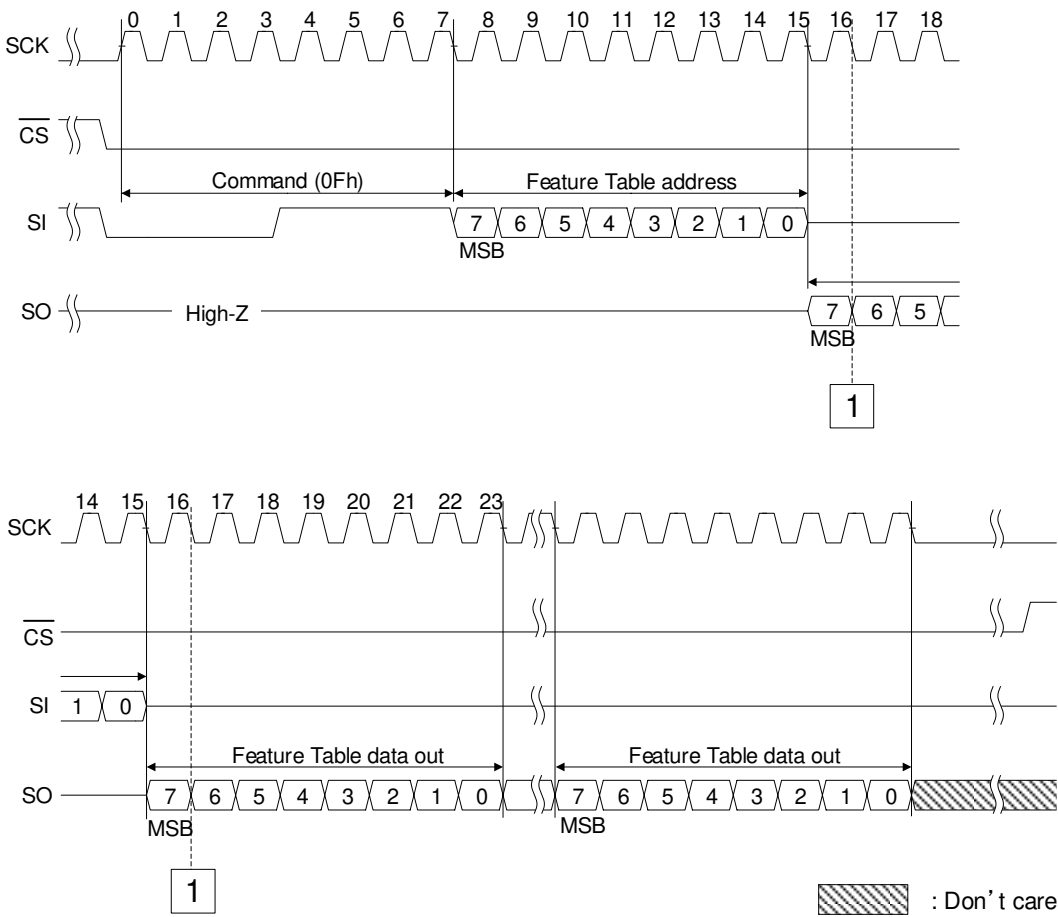 0 1 2 3 4 5 6 7 8 9 10 11 12 13 14 15 16 17 18
SCK
CS
Command (0Fh) Feature Table address
SI 7 6 5 4 3 2 1 0
MSB
SO High-Z 7 6 5
MSB
1
14 15 16 17 18 19 20 21 22 23
SCK
CS
SI 1 0
Feature Table data out Feature Table data out
SO 7 6 5 4 3 2 1 0 7 6 5 4 3 2 1 0
MSB MSB
1
: Don't care